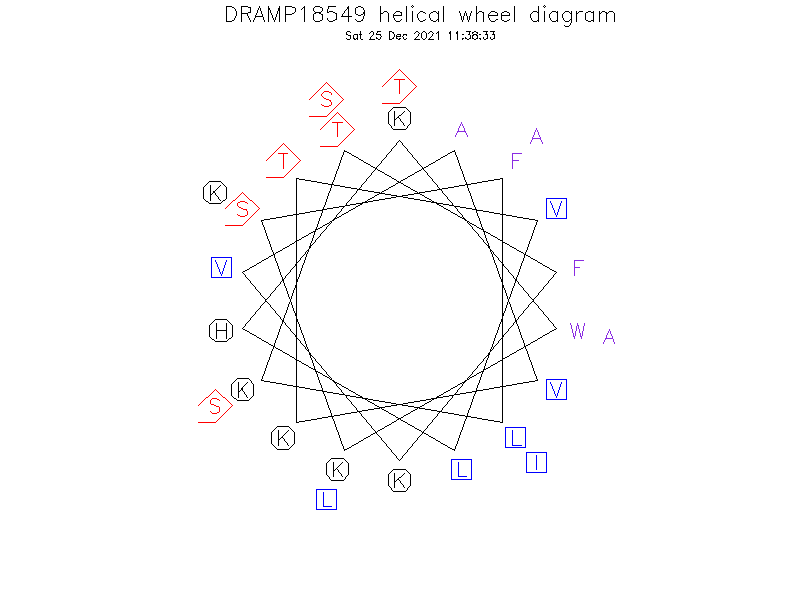 DRAMP18549 helical wheel diagram
Sat 25 Dec 2021 11:38:33
T
S
K
T
A
A
T
F
K
S
V
V
F
H
W
A
K
V
S
K
L
I
K
L
K
L